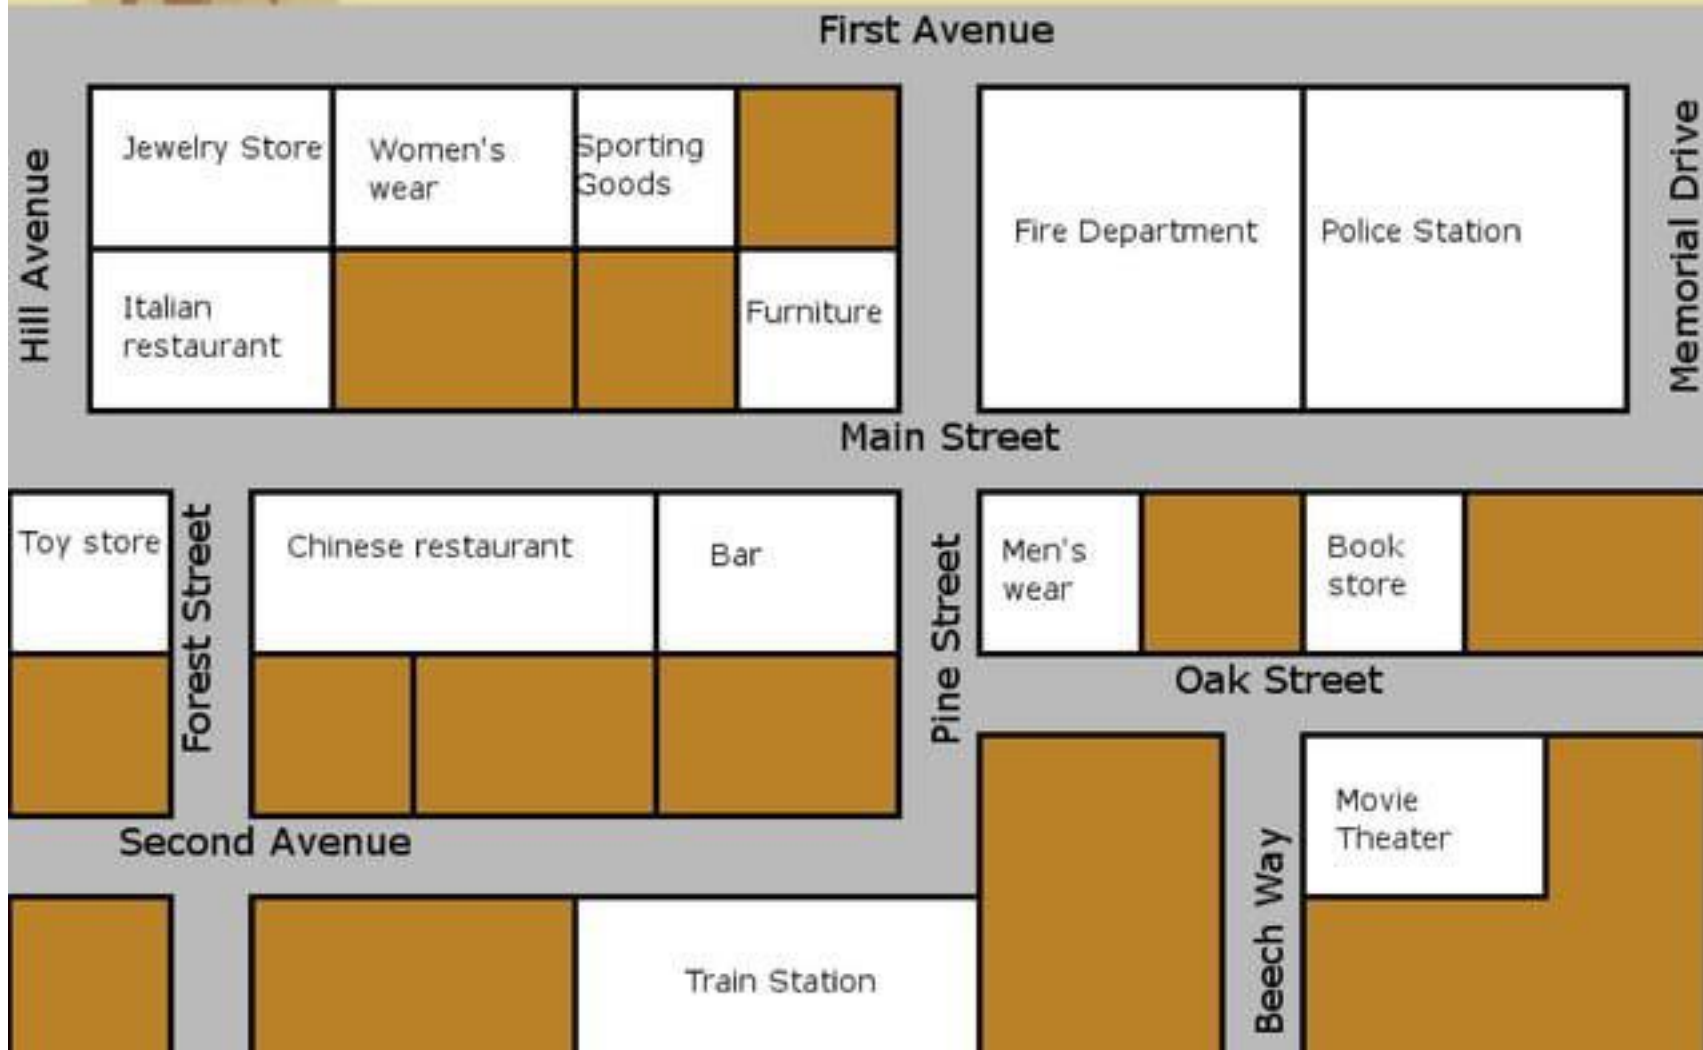 First Avenue
Hill Avenue
Jewelry Store
Women's
wear
Sporting
Goods
Fire Department
Police Station
Memorial Drive
Italian
restaurant
Furniture
Main Street
Toy store
Forest Street
Chinese restaurant
Bar
Pine Street
Men's
wear
Book
store
Oak Street
Second Avenue
Movie
Theater
Beech Way
Train Station